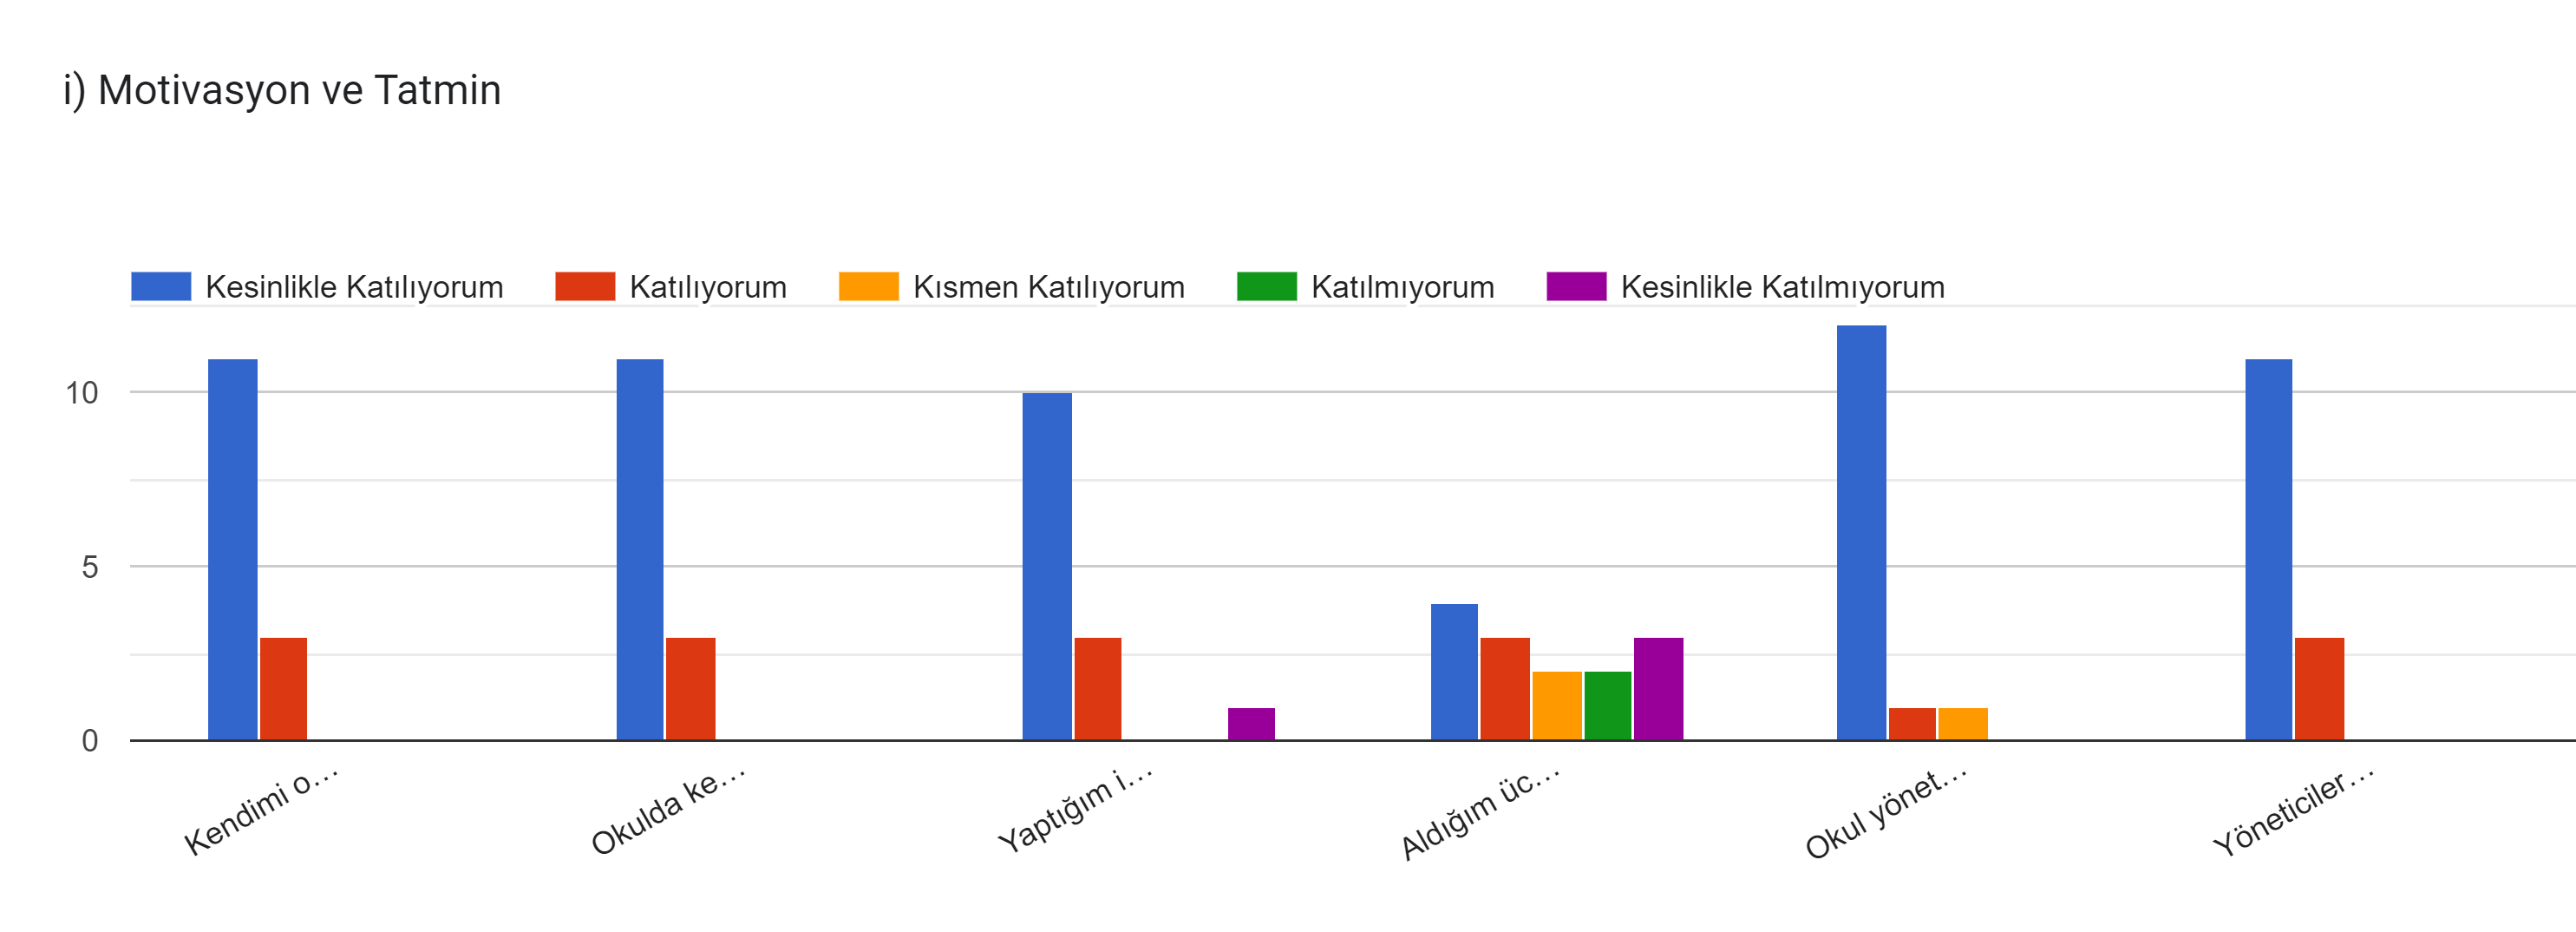 i) Motivasyon ve Tatmin
Kesinlikle Katılıyorum Katılıyorum Kısmen Katılıyorum Katılmıyorum Kesinlikle Katılmıyorum
10
5
0
Kendimi o... Okulda ke... Yaptığım i... Aldığım üc... Okul yönet... Yöneticiler...